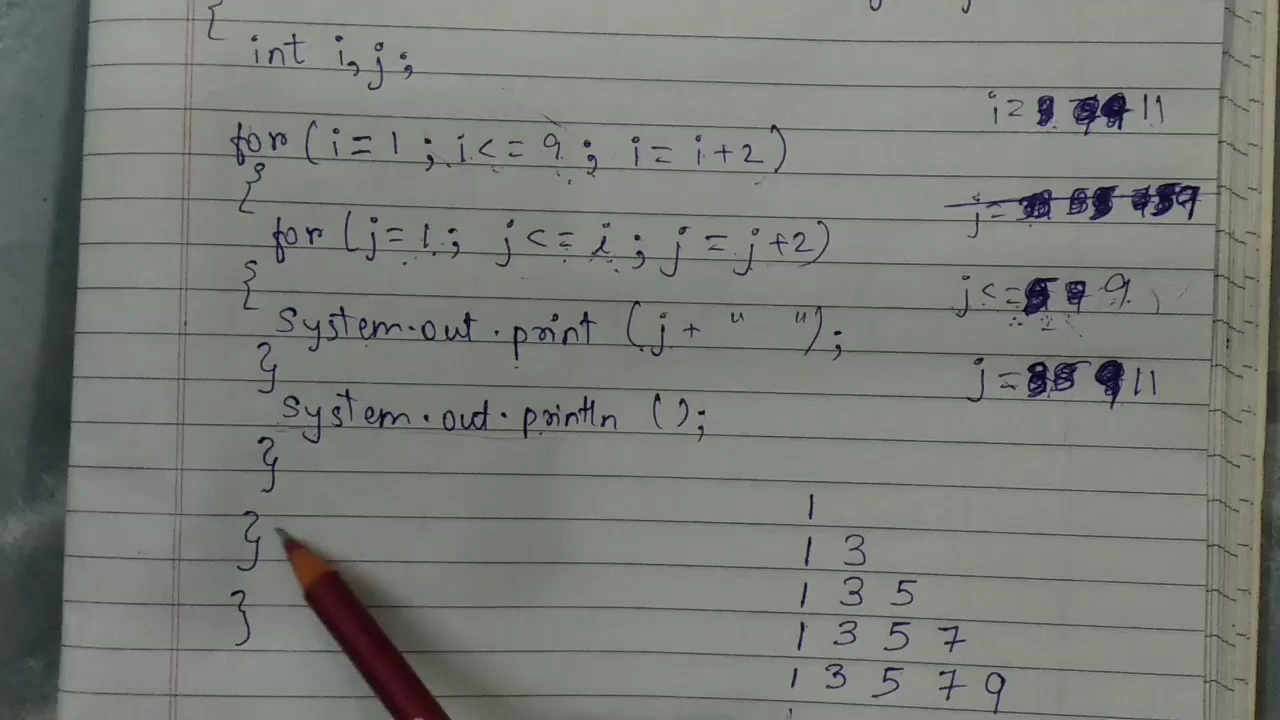 {
int i,j;
for (i=1; i<=9; i=i+2)
{
for (j=1; j<=i; j=j+2)
{
System.out.print (j+ " ");
}
System.out.println ();
}
}
}
i= 11
j=
j<= 9
j= 11
1
1 3
1 3 5
1 3 5 7
1 3 5 7 9